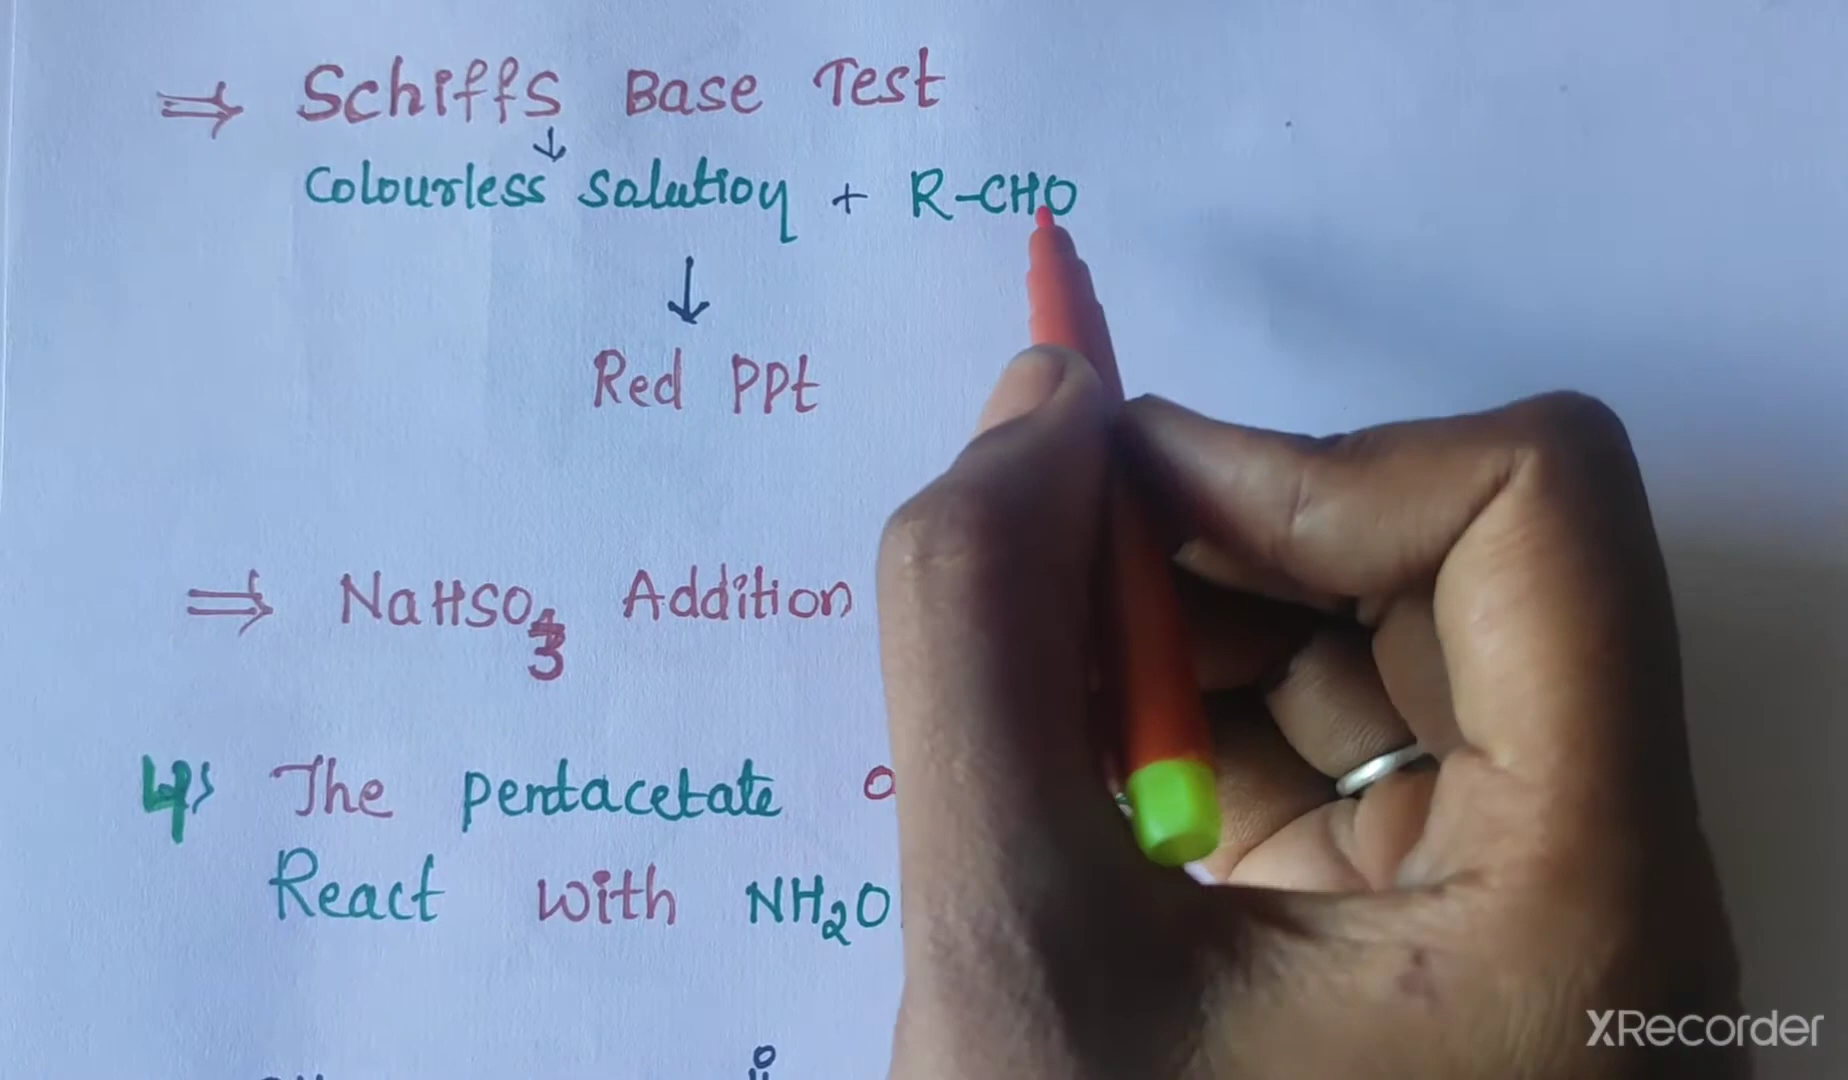 ⇒ Schiffs Base Test
↓
Colourless solution + R-CHO
↓
Red PPt
⇒ NaHSO3 Addition
4) The pentacetate
React with NH2O
O
XRecorder